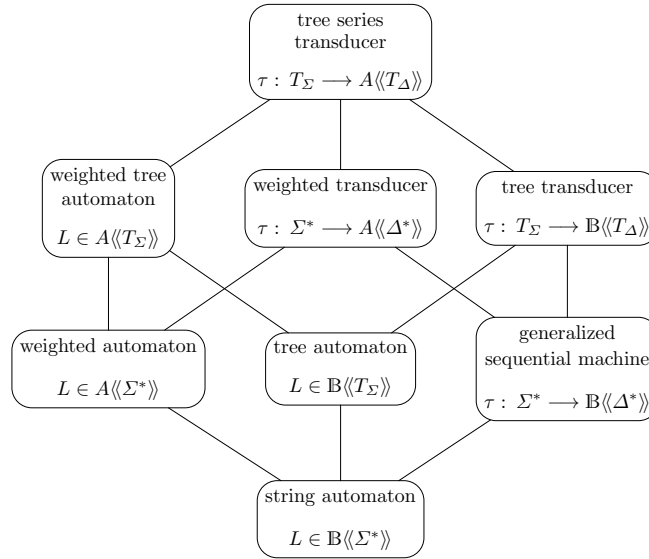 tree series
transducer
τ : T_Σ ⟶ A⟪T_Δ⟫
weighted tree
automaton
L ∈ A⟪T_Σ⟫
weighted transducer
τ : Σ* ⟶ A⟪Δ*⟫
tree transducer
τ : T_Σ ⟶ 𝔹⟪T_Δ⟫
weighted automaton
L ∈ A⟪Σ*⟫
tree automaton
L ∈ 𝔹⟪T_Σ⟫
generalized
sequential machine
τ : Σ* ⟶ 𝔹⟪Δ*⟫
string automaton
L ∈ 𝔹⟪Σ*⟫